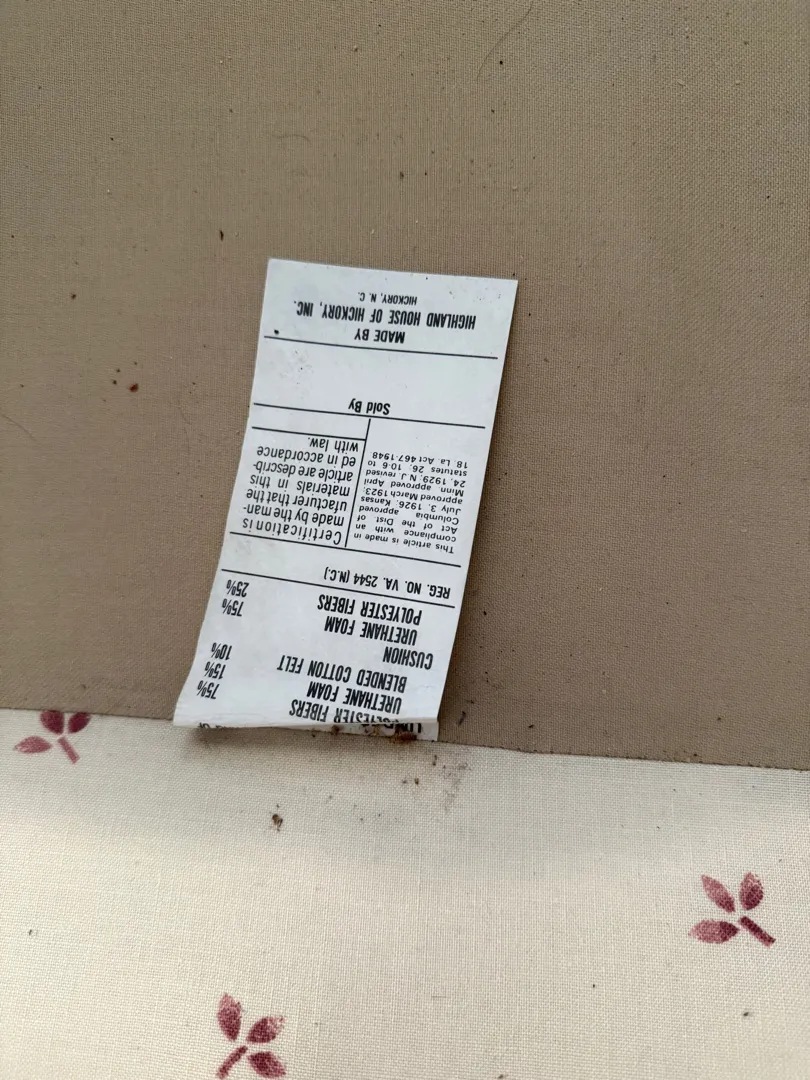 POLYESTER FIBERS 75%
URETHANE FOAM 15%
BLENDED COTTON FELT 10%
CUSHION
URETHANE FOAM 75%
POLYESTER FIBERS 25%
REG. NO. VA. 2544 (N.C.)
This article is made in
compliance with an
Act of the Dist of
Columbia approved
July 3, 1926, Kansas
approved March 1923,
Minn approved April
24, 1929, N.J. revised
statutes 26, 10-6 to
18. La. Act 467-1948
Certification is
made by the man-
ufacturer that the
materials in this
article are describ-
ed in accordance
with law.
Sold By
MADE BY
HIGHLAND HOUSE OF HICKORY, INC.
HICKORY, N. C.